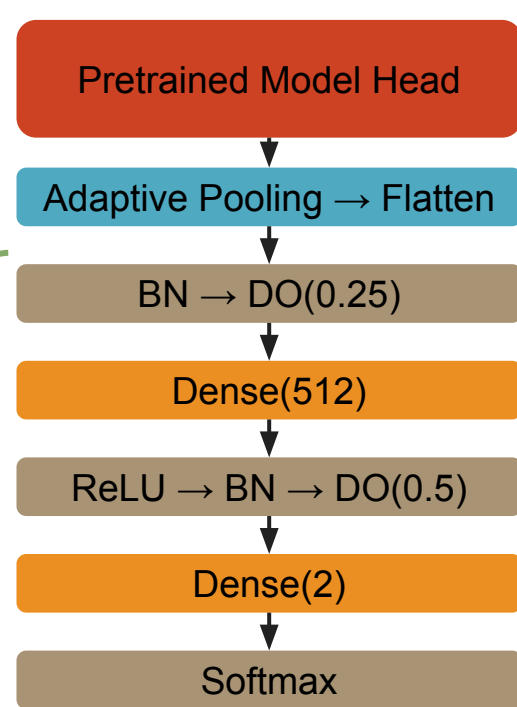 Pretrained Model Head
Adaptive Pooling → Flatten
BN → DO(0.25)
Dense(512)
ReLU → BN → DO(0.5)
Dense(2)
Softmax